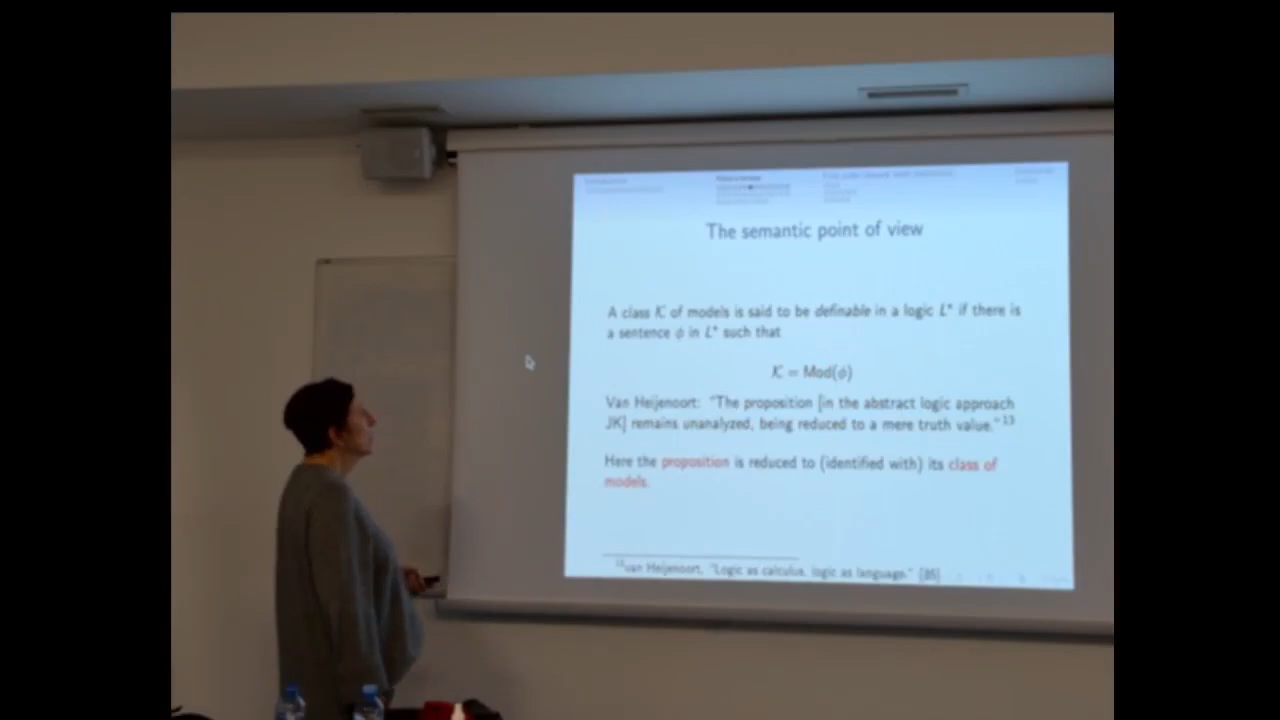 The semantic point of view
A class K of models is said to be definable in a logic L* if there is
a sentence ϕ in L* such that
K = Mod(ϕ)
Van Heijenoort: "The proposition [in the abstract logic approach
JK] remains unanalyzed, being reduced to a mere truth value."13
Here the proposition is reduced to (identified with) its class of
models.
13van Heijenoort, "Logic as calculus, logic as language."